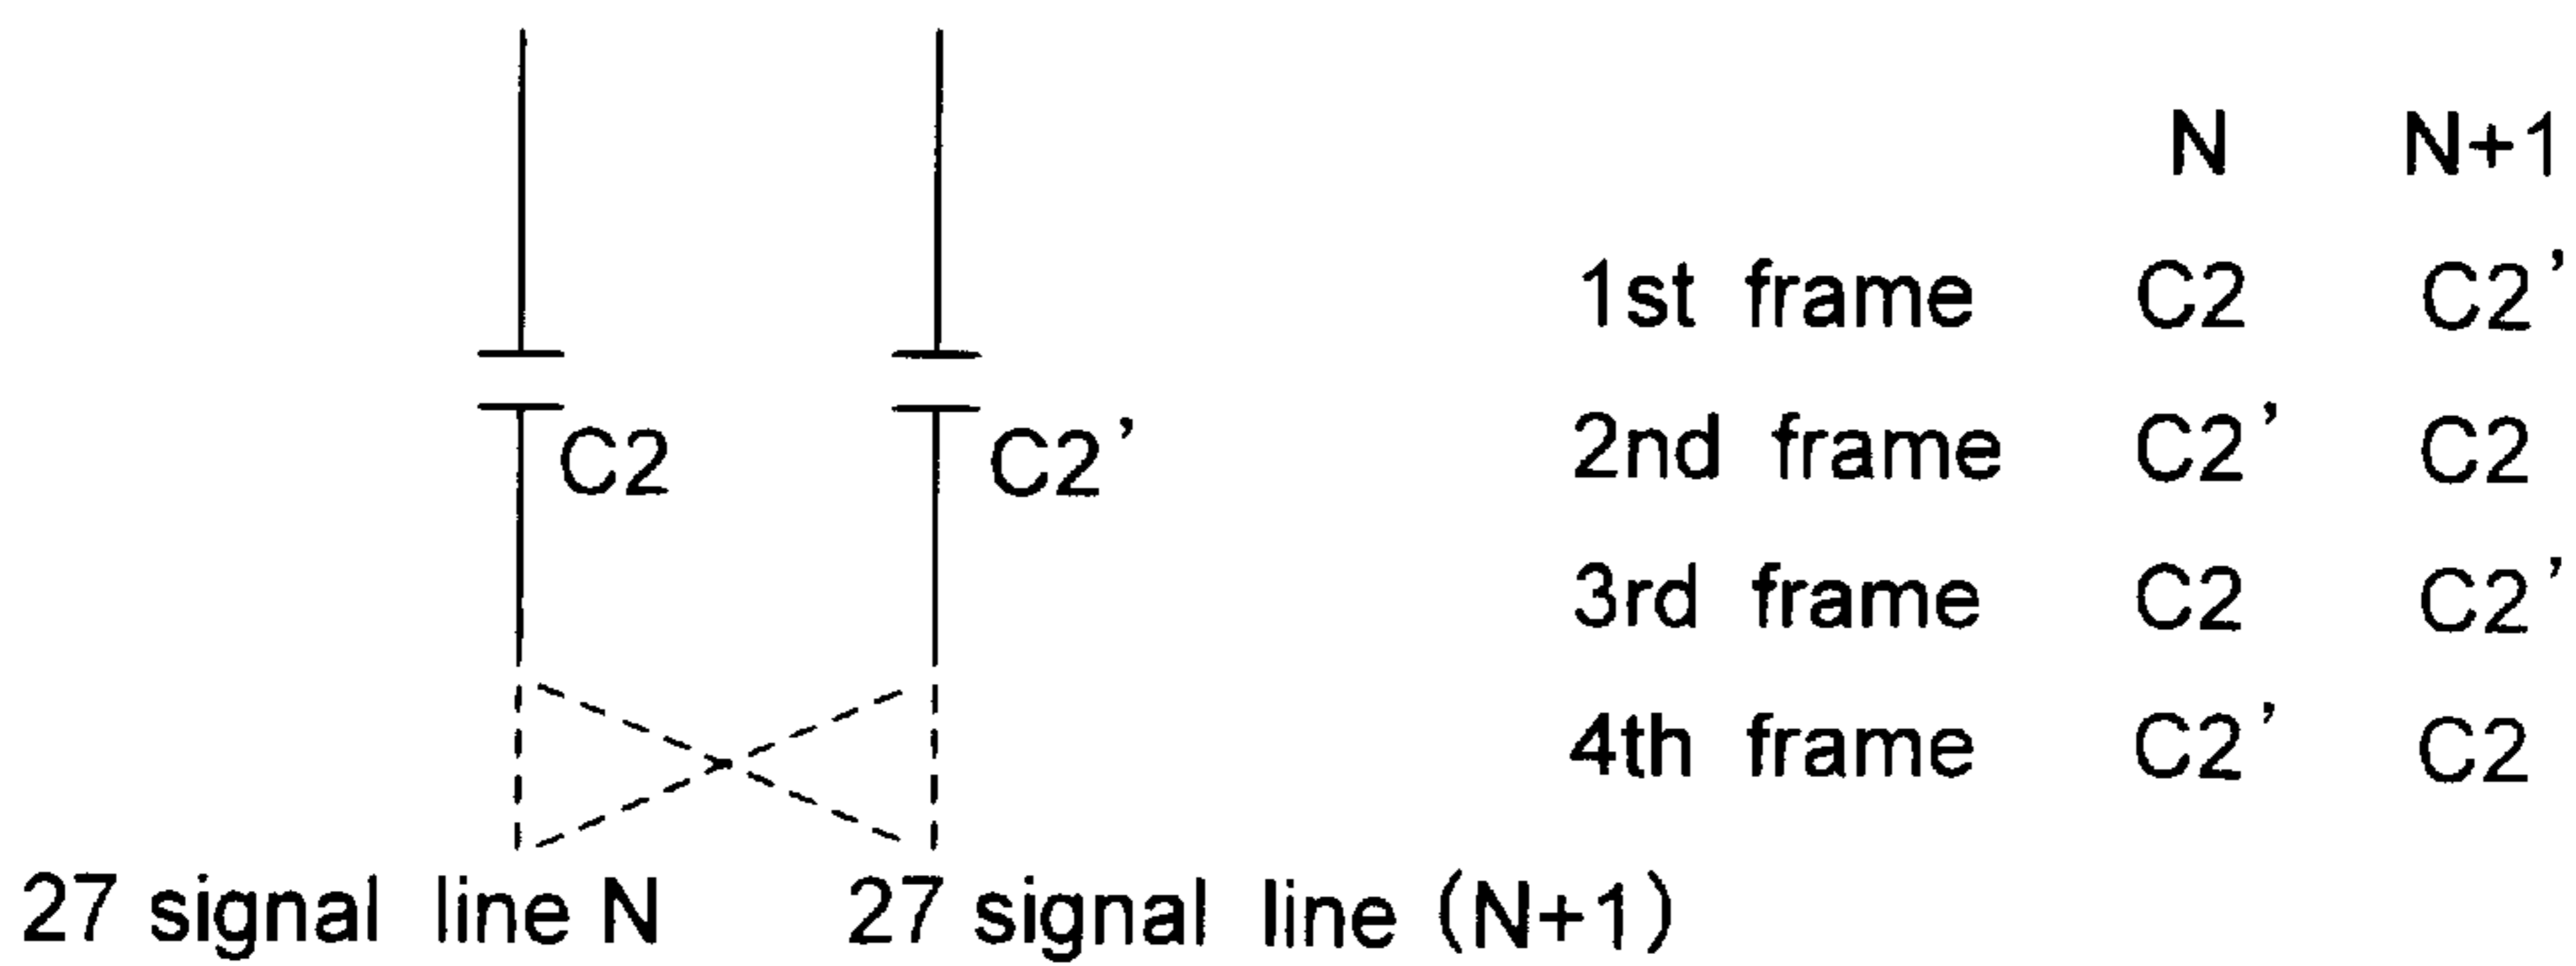 C2 C2’
27 signal line N 27 signal line (N+1)
N N+1
1st frame C2 C2’
2nd frame C2’ C2
3rd frame C2 C2’
4th frame C2’ C2